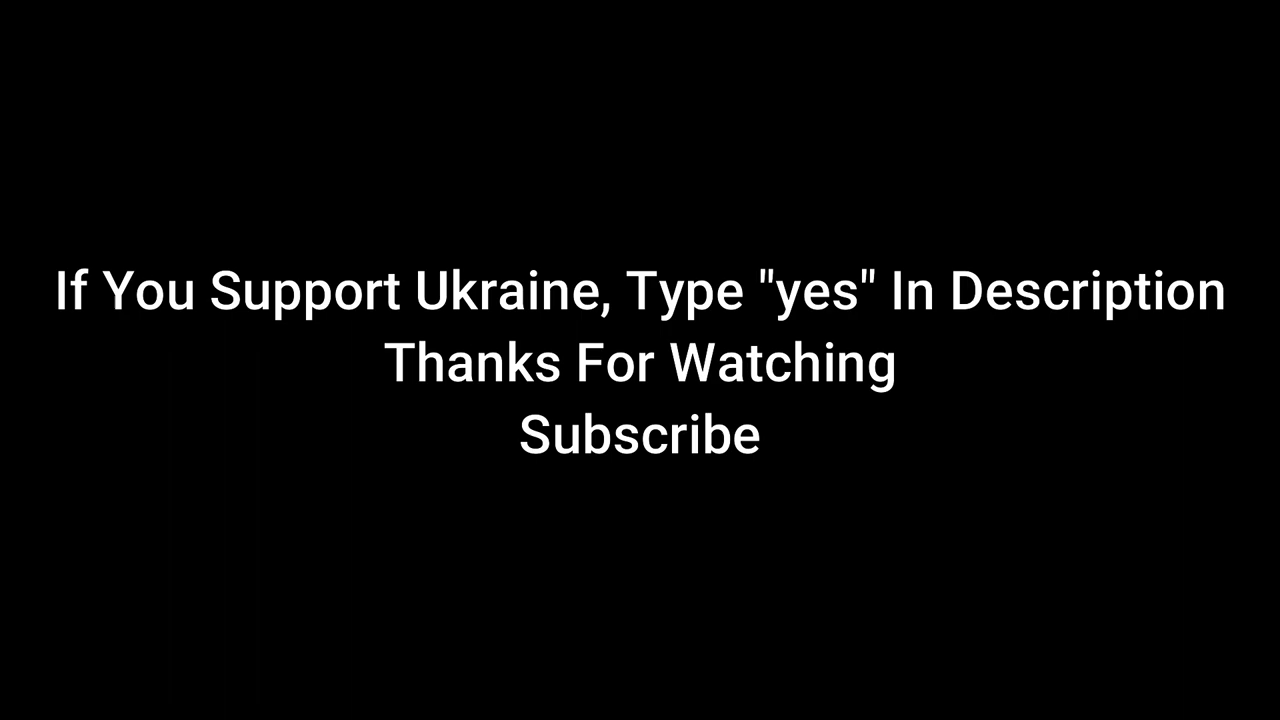 If You Support Ukraine, Type "yes" In Description
Thanks For Watching
Subscribe